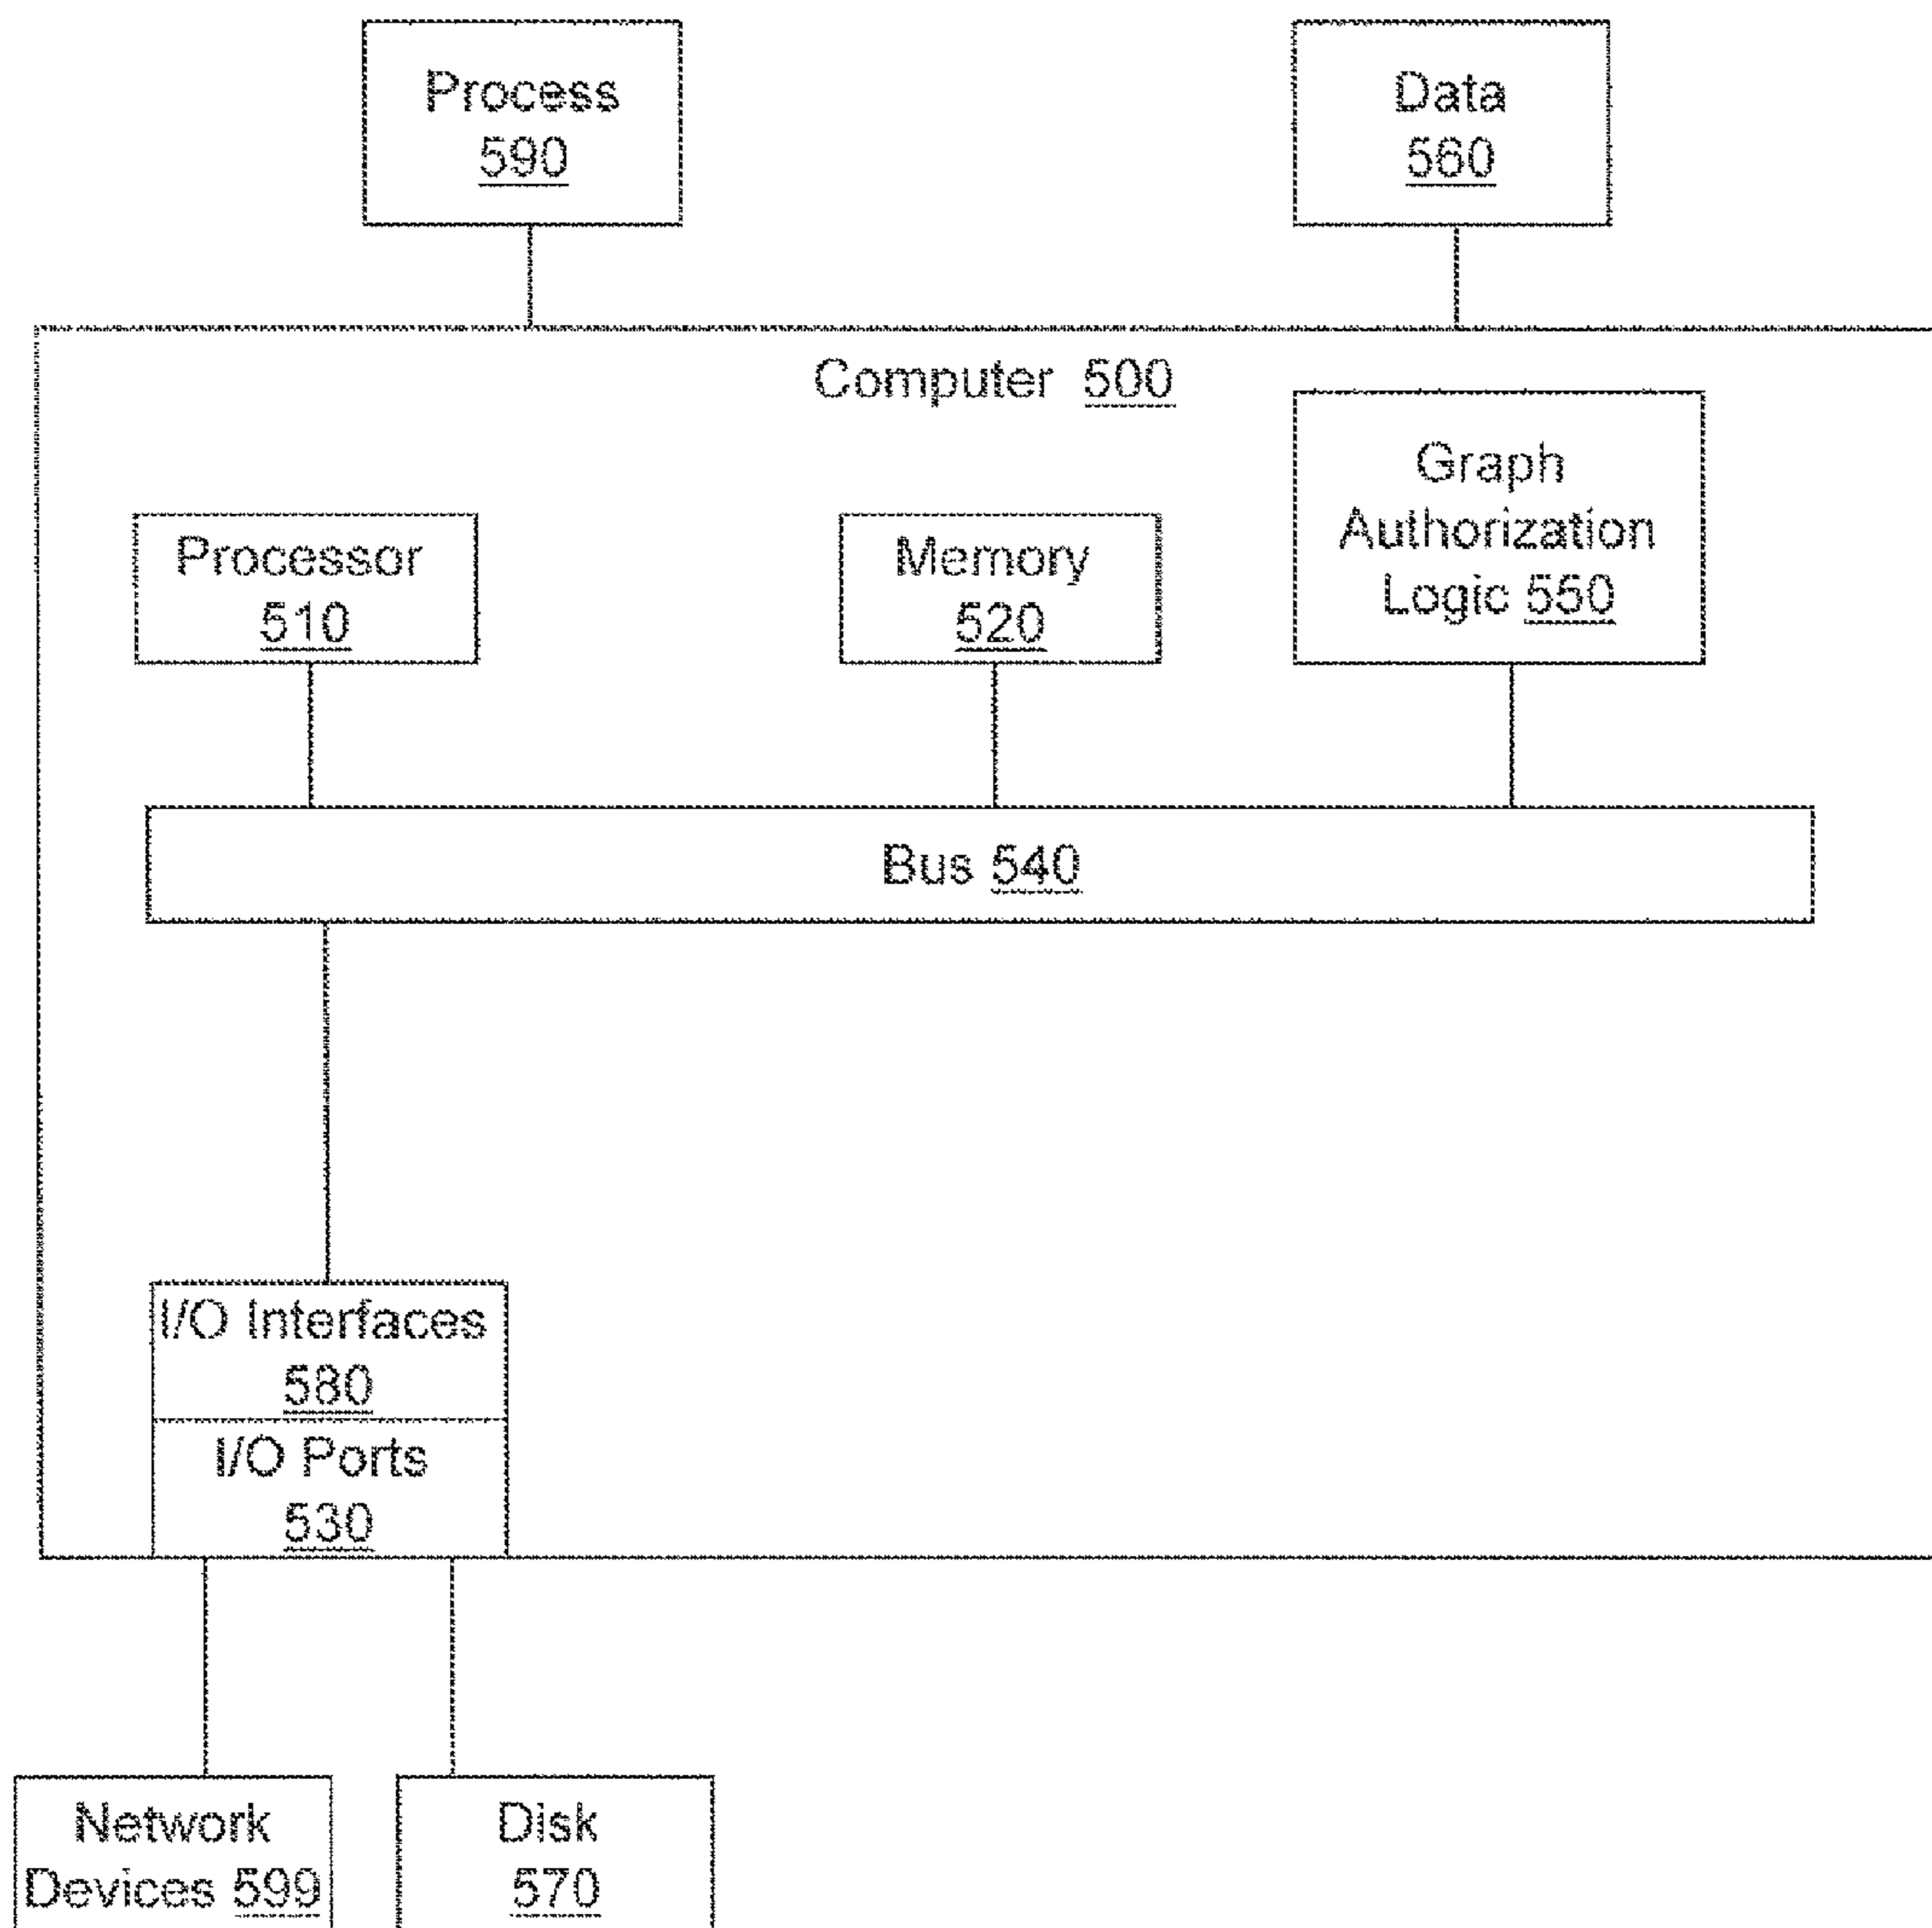 Process
590
Data
560
Computer 500
Graph
Authorization
Logic 550
Processor
510
Memory
520
Bus 540
I/O Interfaces
580
I/O Ports
530
Network
Devices 599
Disk
570